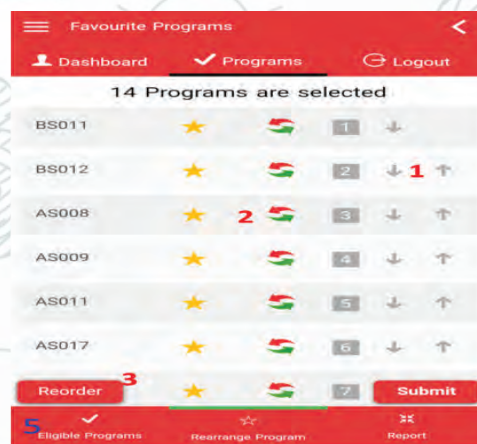 Favourite Programs
Dashboard Programs Logout
14 Programs are selected
BS011 1
BS012 2 1
AS008 2 3
AS009 4
AS011 5
AS017 6
Reorder 3 7 Submit
5 Eligible Programs Rearrange Program Report